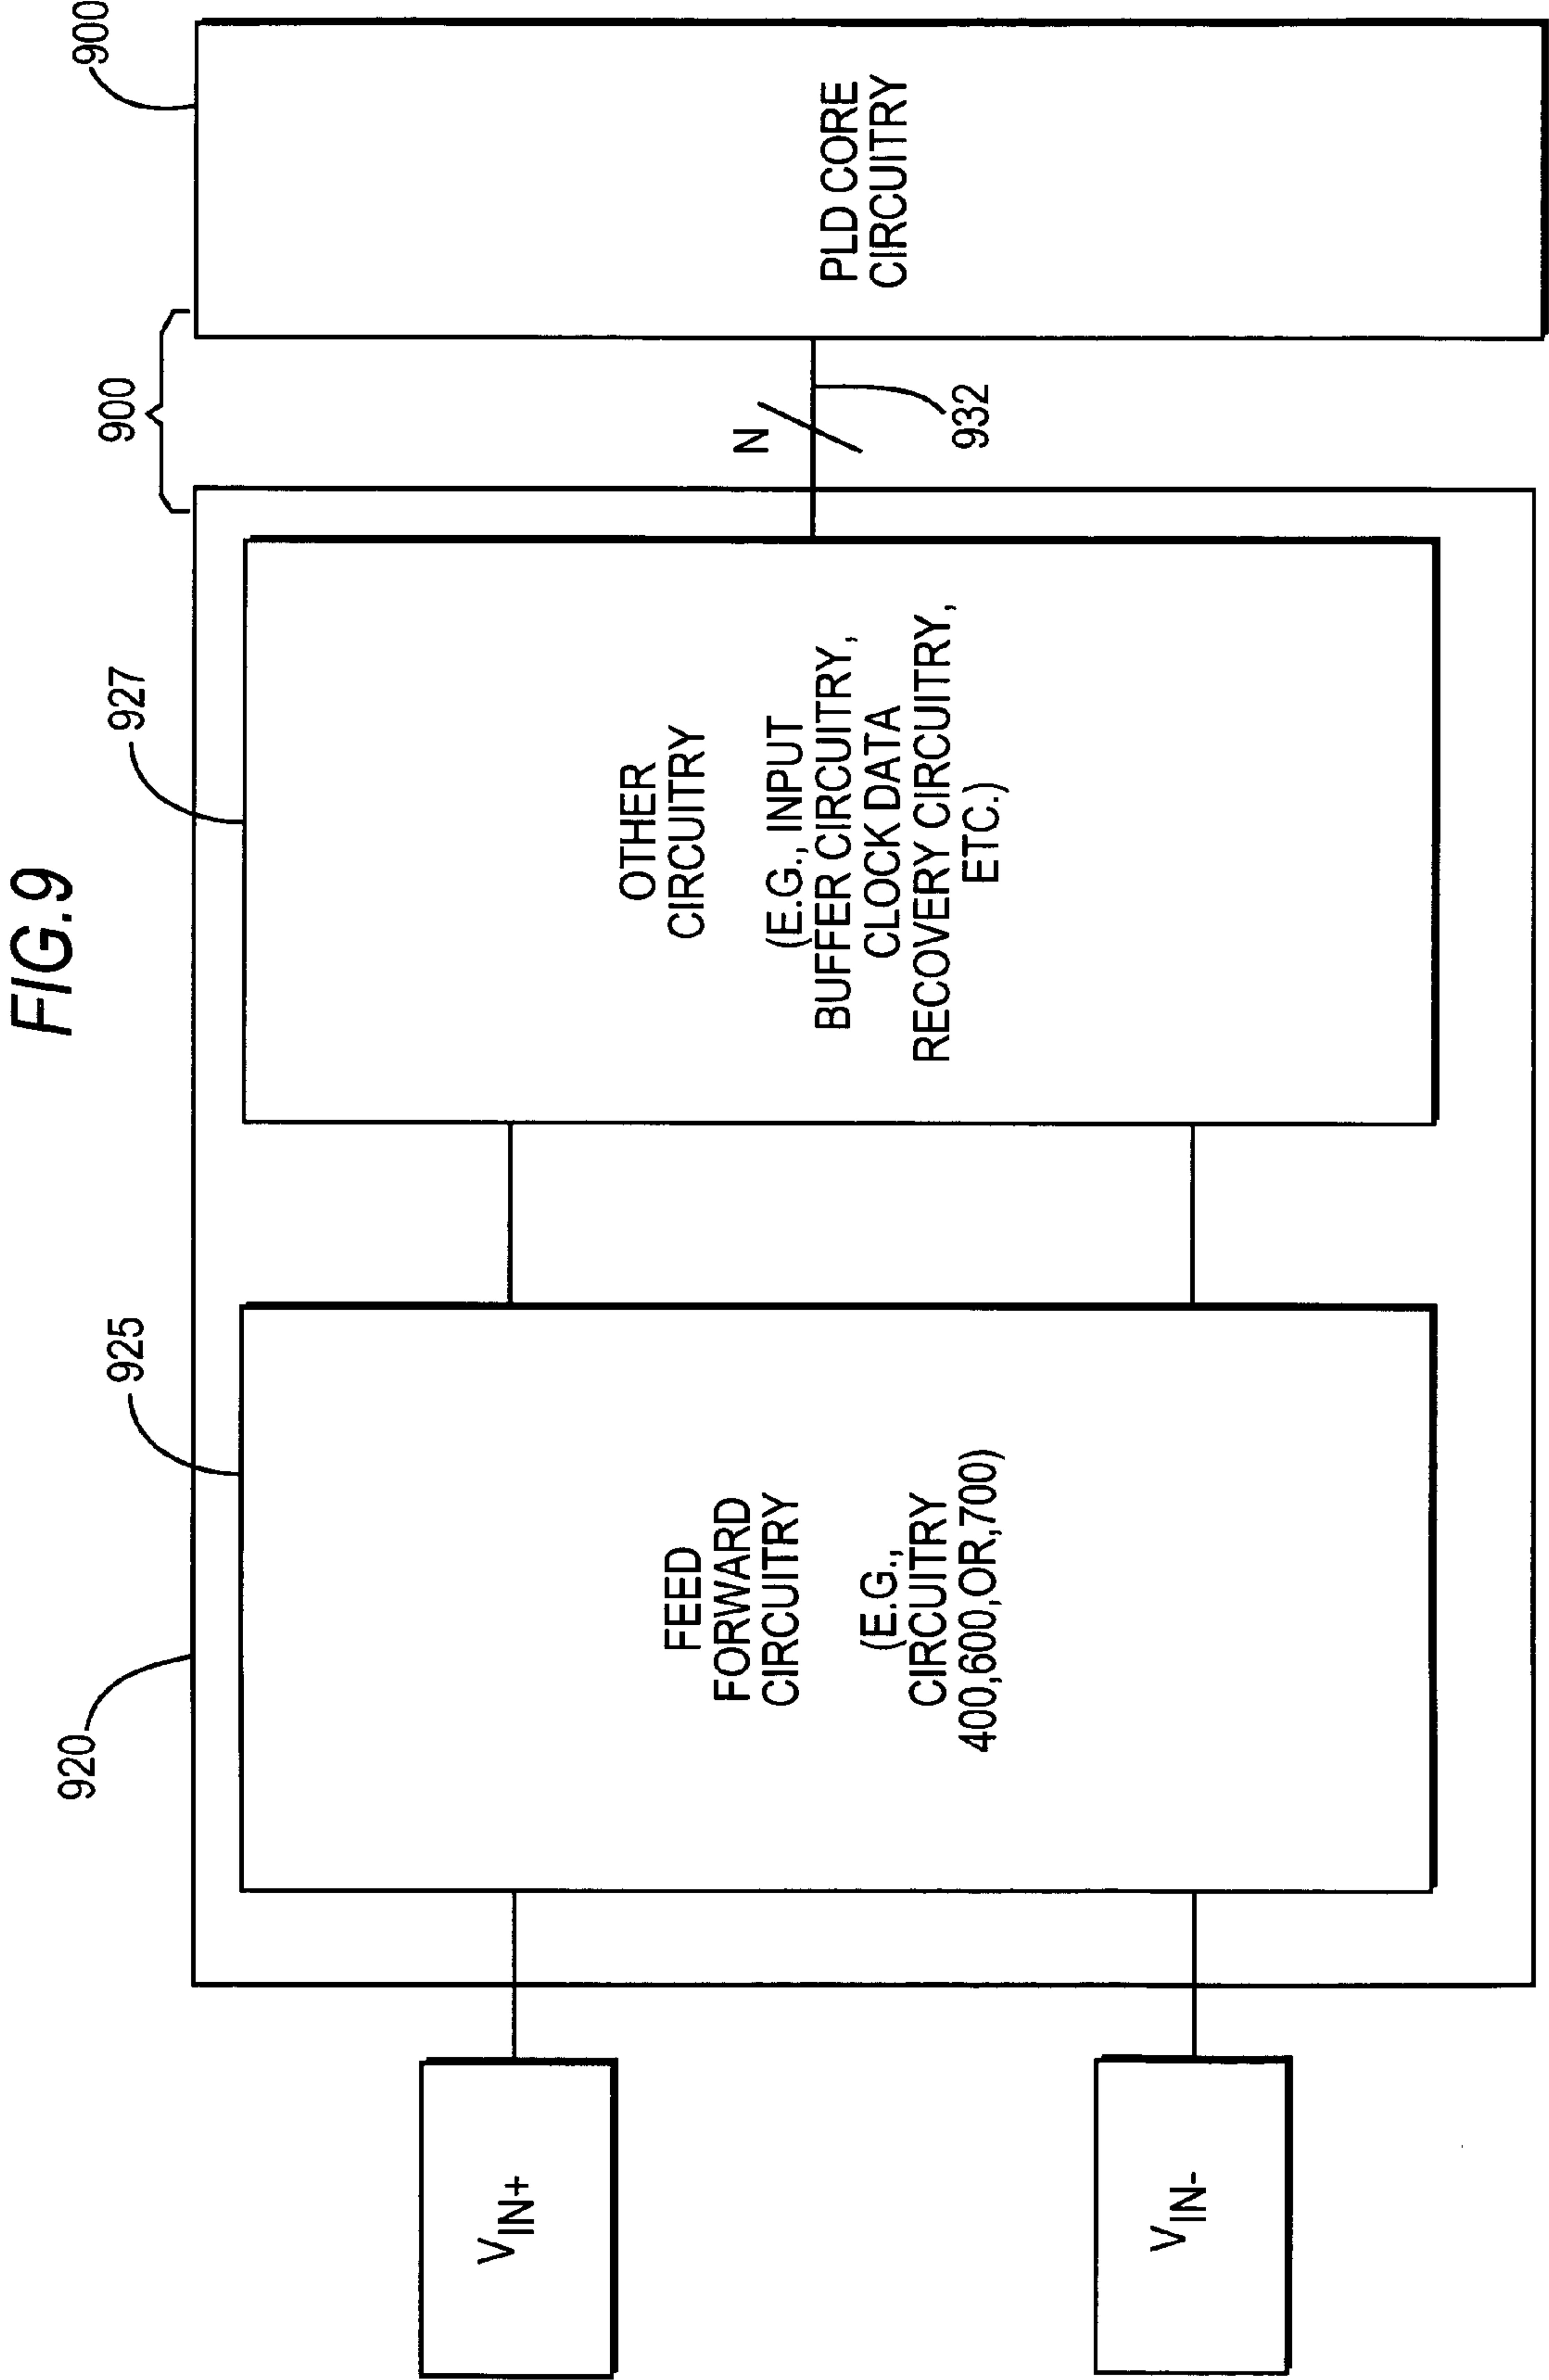 FIG.9
920
925
927
900
900
VIN+
VIN-
FEED
FORWARD
CIRCUITRY
(E.G.,
CIRCUITRY
400,600,OR,700)
OTHER
CIRCUITRY
(E.G., INPUT
BUFFER CIRCUITRY,
CLOCK DATA
RECOVERY CIRCUITRY,
ETC.)
N
932
PLD CORE
CIRCUITRY